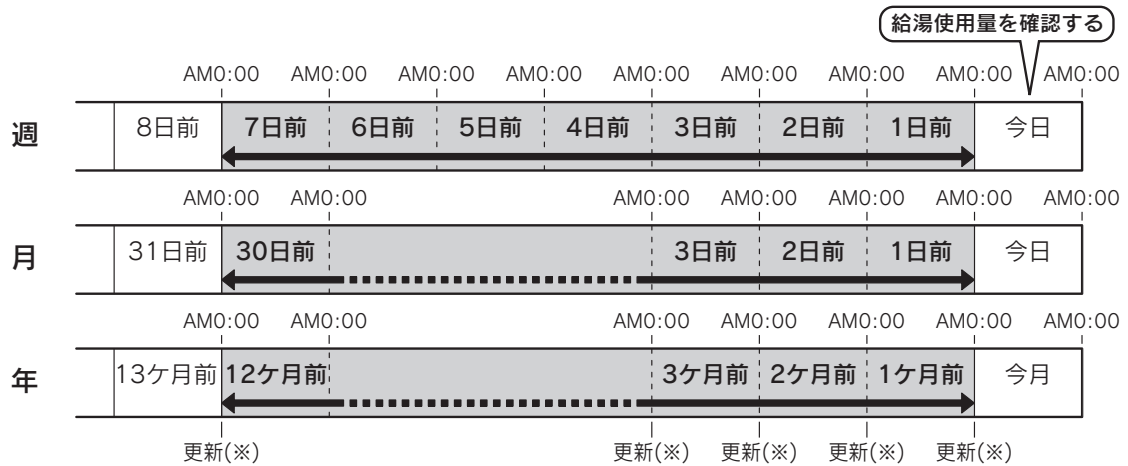 給湯使用量を確認する
AM0:00 AM0:00 AM0:00 AM0:00 AM0:00 AM0:00 AM0:00 AM0:00 AM0:00
週 8日前 7日前 6日前 5日前 4日前 3日前 2日前 1日前 今日
AM0:00 AM0:00 AM0:00 AM0:00 AM0:00 AM0:00 AM0:00
月 31日前 30日前 3日前 2日前 1日前 今日
AM0:00 AM0:00 AM0:00 AM0:00 AM0:00 AM0:00 AM0:00
年 13ケ月前 12ケ月前 3ケ月前 2ケ月前 1ケ月前 今月
更新(※) 更新(※) 更新(※) 更新(※) 更新(※)